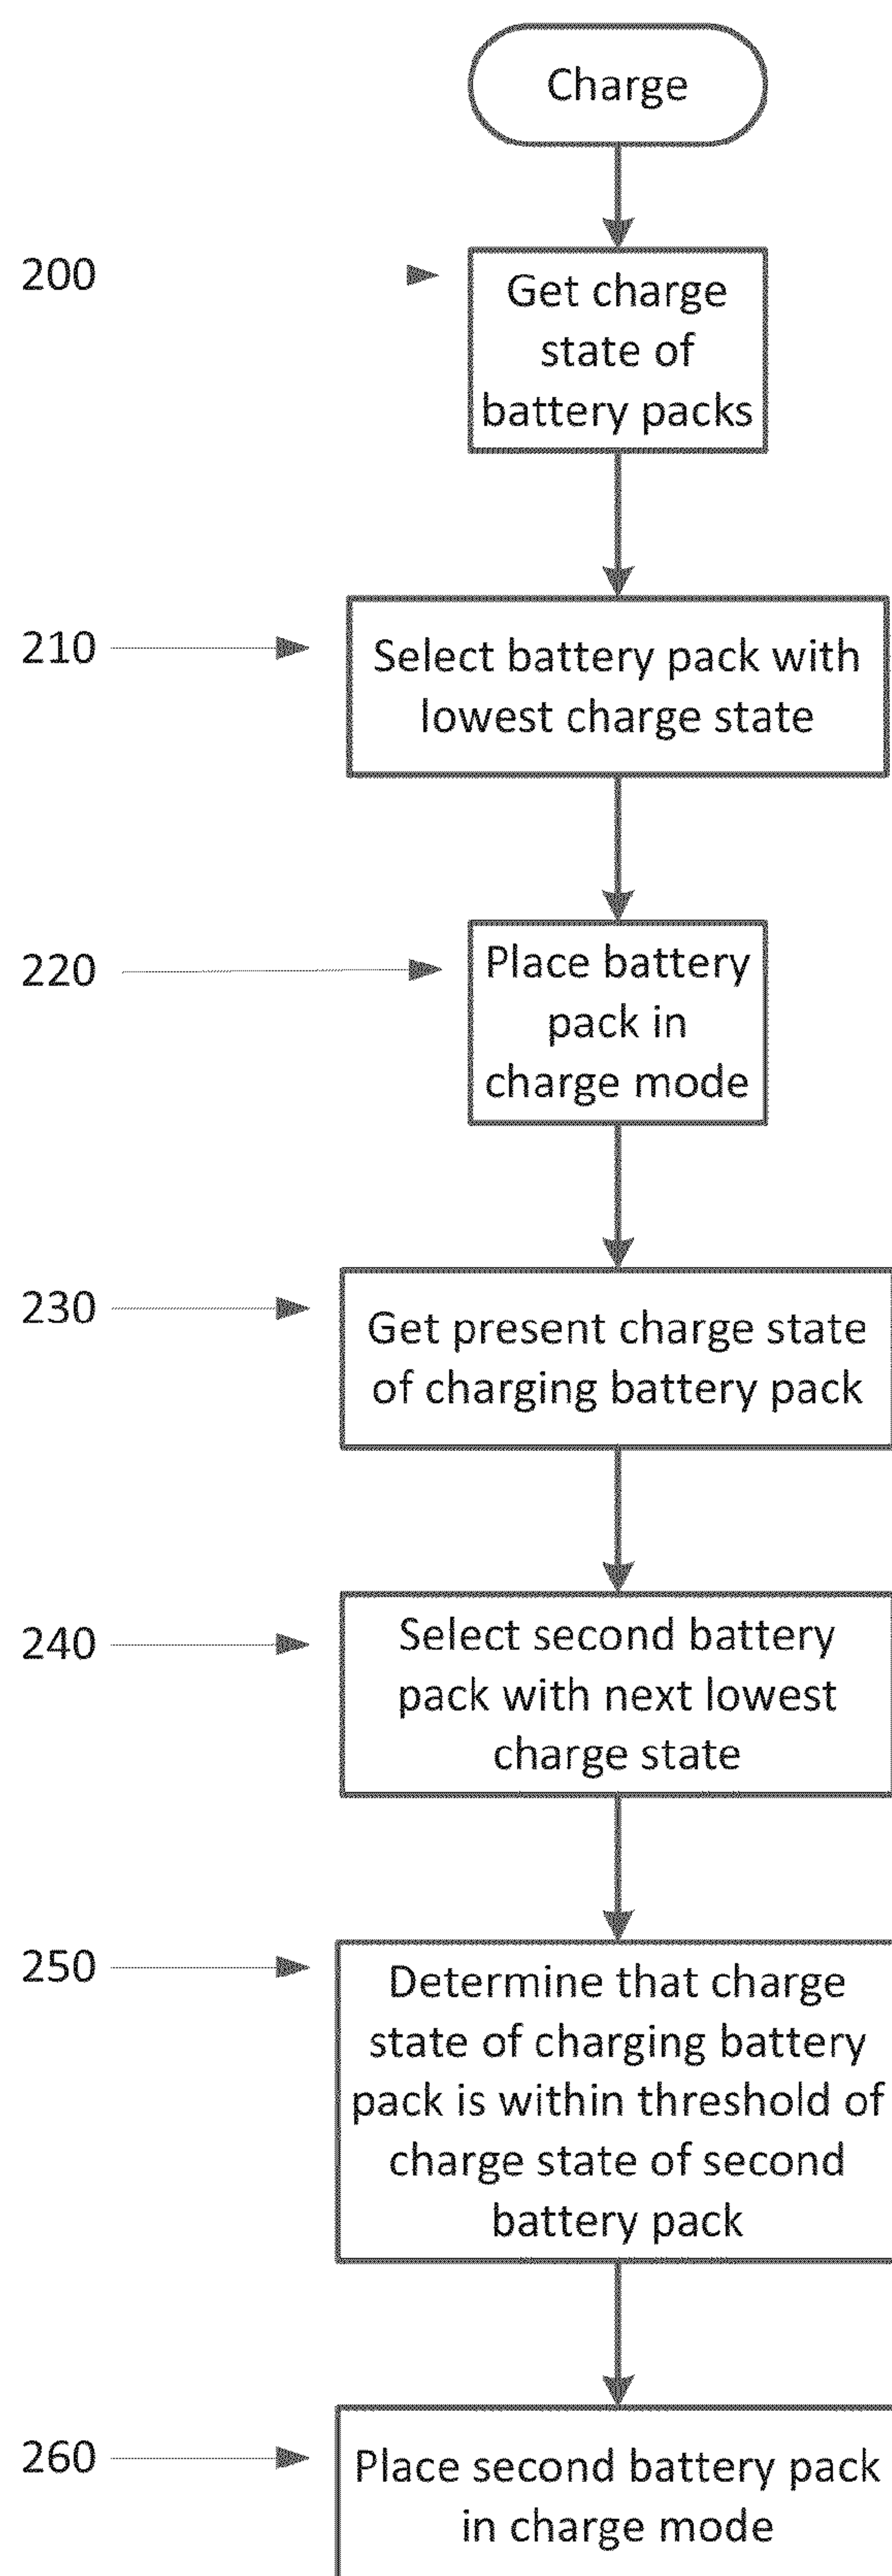 Charge
200
Get charge
state of
battery packs
210
Select battery pack with
lowest charge state
220
Place battery
pack in
charge mode
230
Get present charge state
of charging battery pack
240
Select second battery
pack with next lowest
charge state
250
Determine that charge
state of charging battery
pack is within threshold of
charge state of second
battery pack
260
Place second battery pack
in charge mode